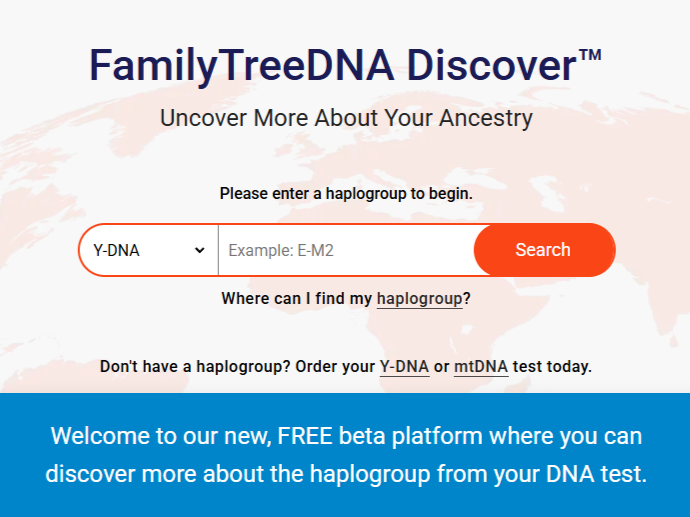 FamilyTreeDNA Discover™
Uncover More About Your Ancestry
Please enter a haplogroup to begin.
Y-DNA Example: E-M2 Search
Where can I find my haplogroup?
Don't have a haplogroup? Order your Y-DNA or mtDNA test today.
Welcome to our new, FREE beta platform where you can
discover more about the haplogroup from your DNA test.